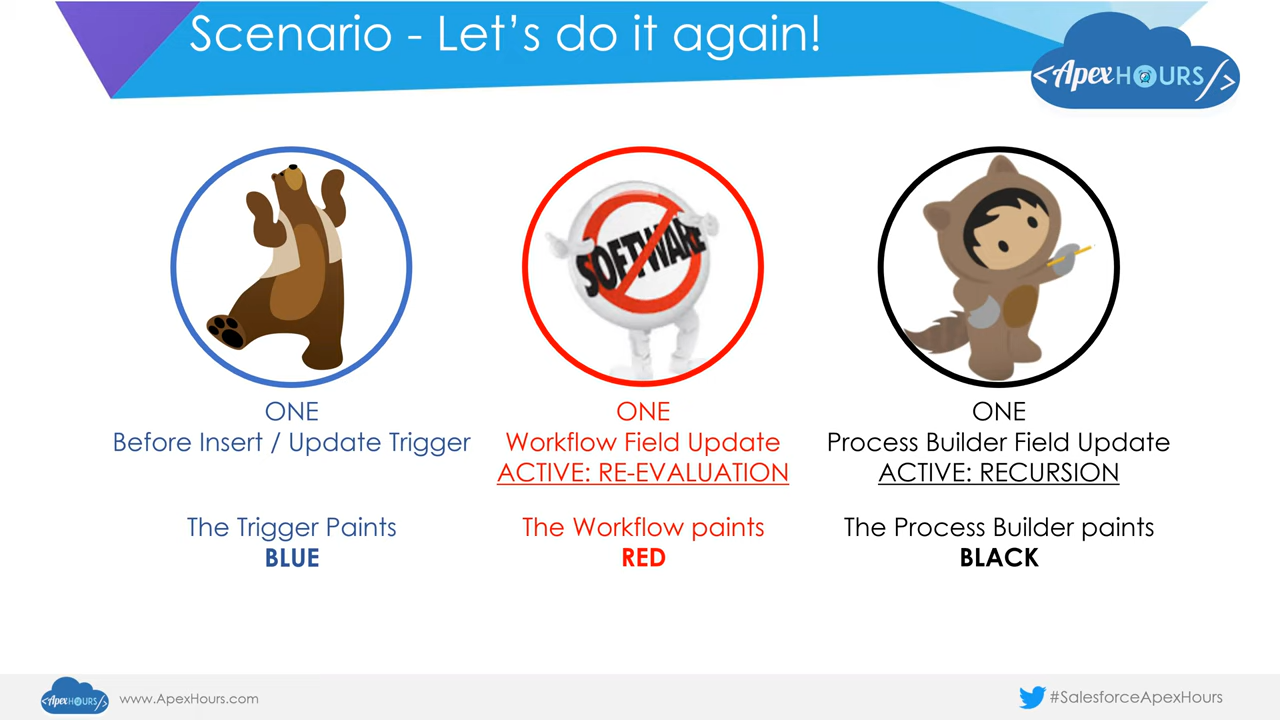 Scenario - Let's do it again!
<ApexHOURS/>
SOFTWARE
ONE
Before Insert / Update Trigger
The Trigger Paints
BLUE
ONE
Workflow Field Update
ACTIVE: RE-EVALUATION
The Workflow paints
RED
ONE
Process Builder Field Update
ACTIVE: RECURSION
The Process Builder paints
BLACK
<ApexHOURS/>
www.ApexHours.com
#SalesforceApexHours